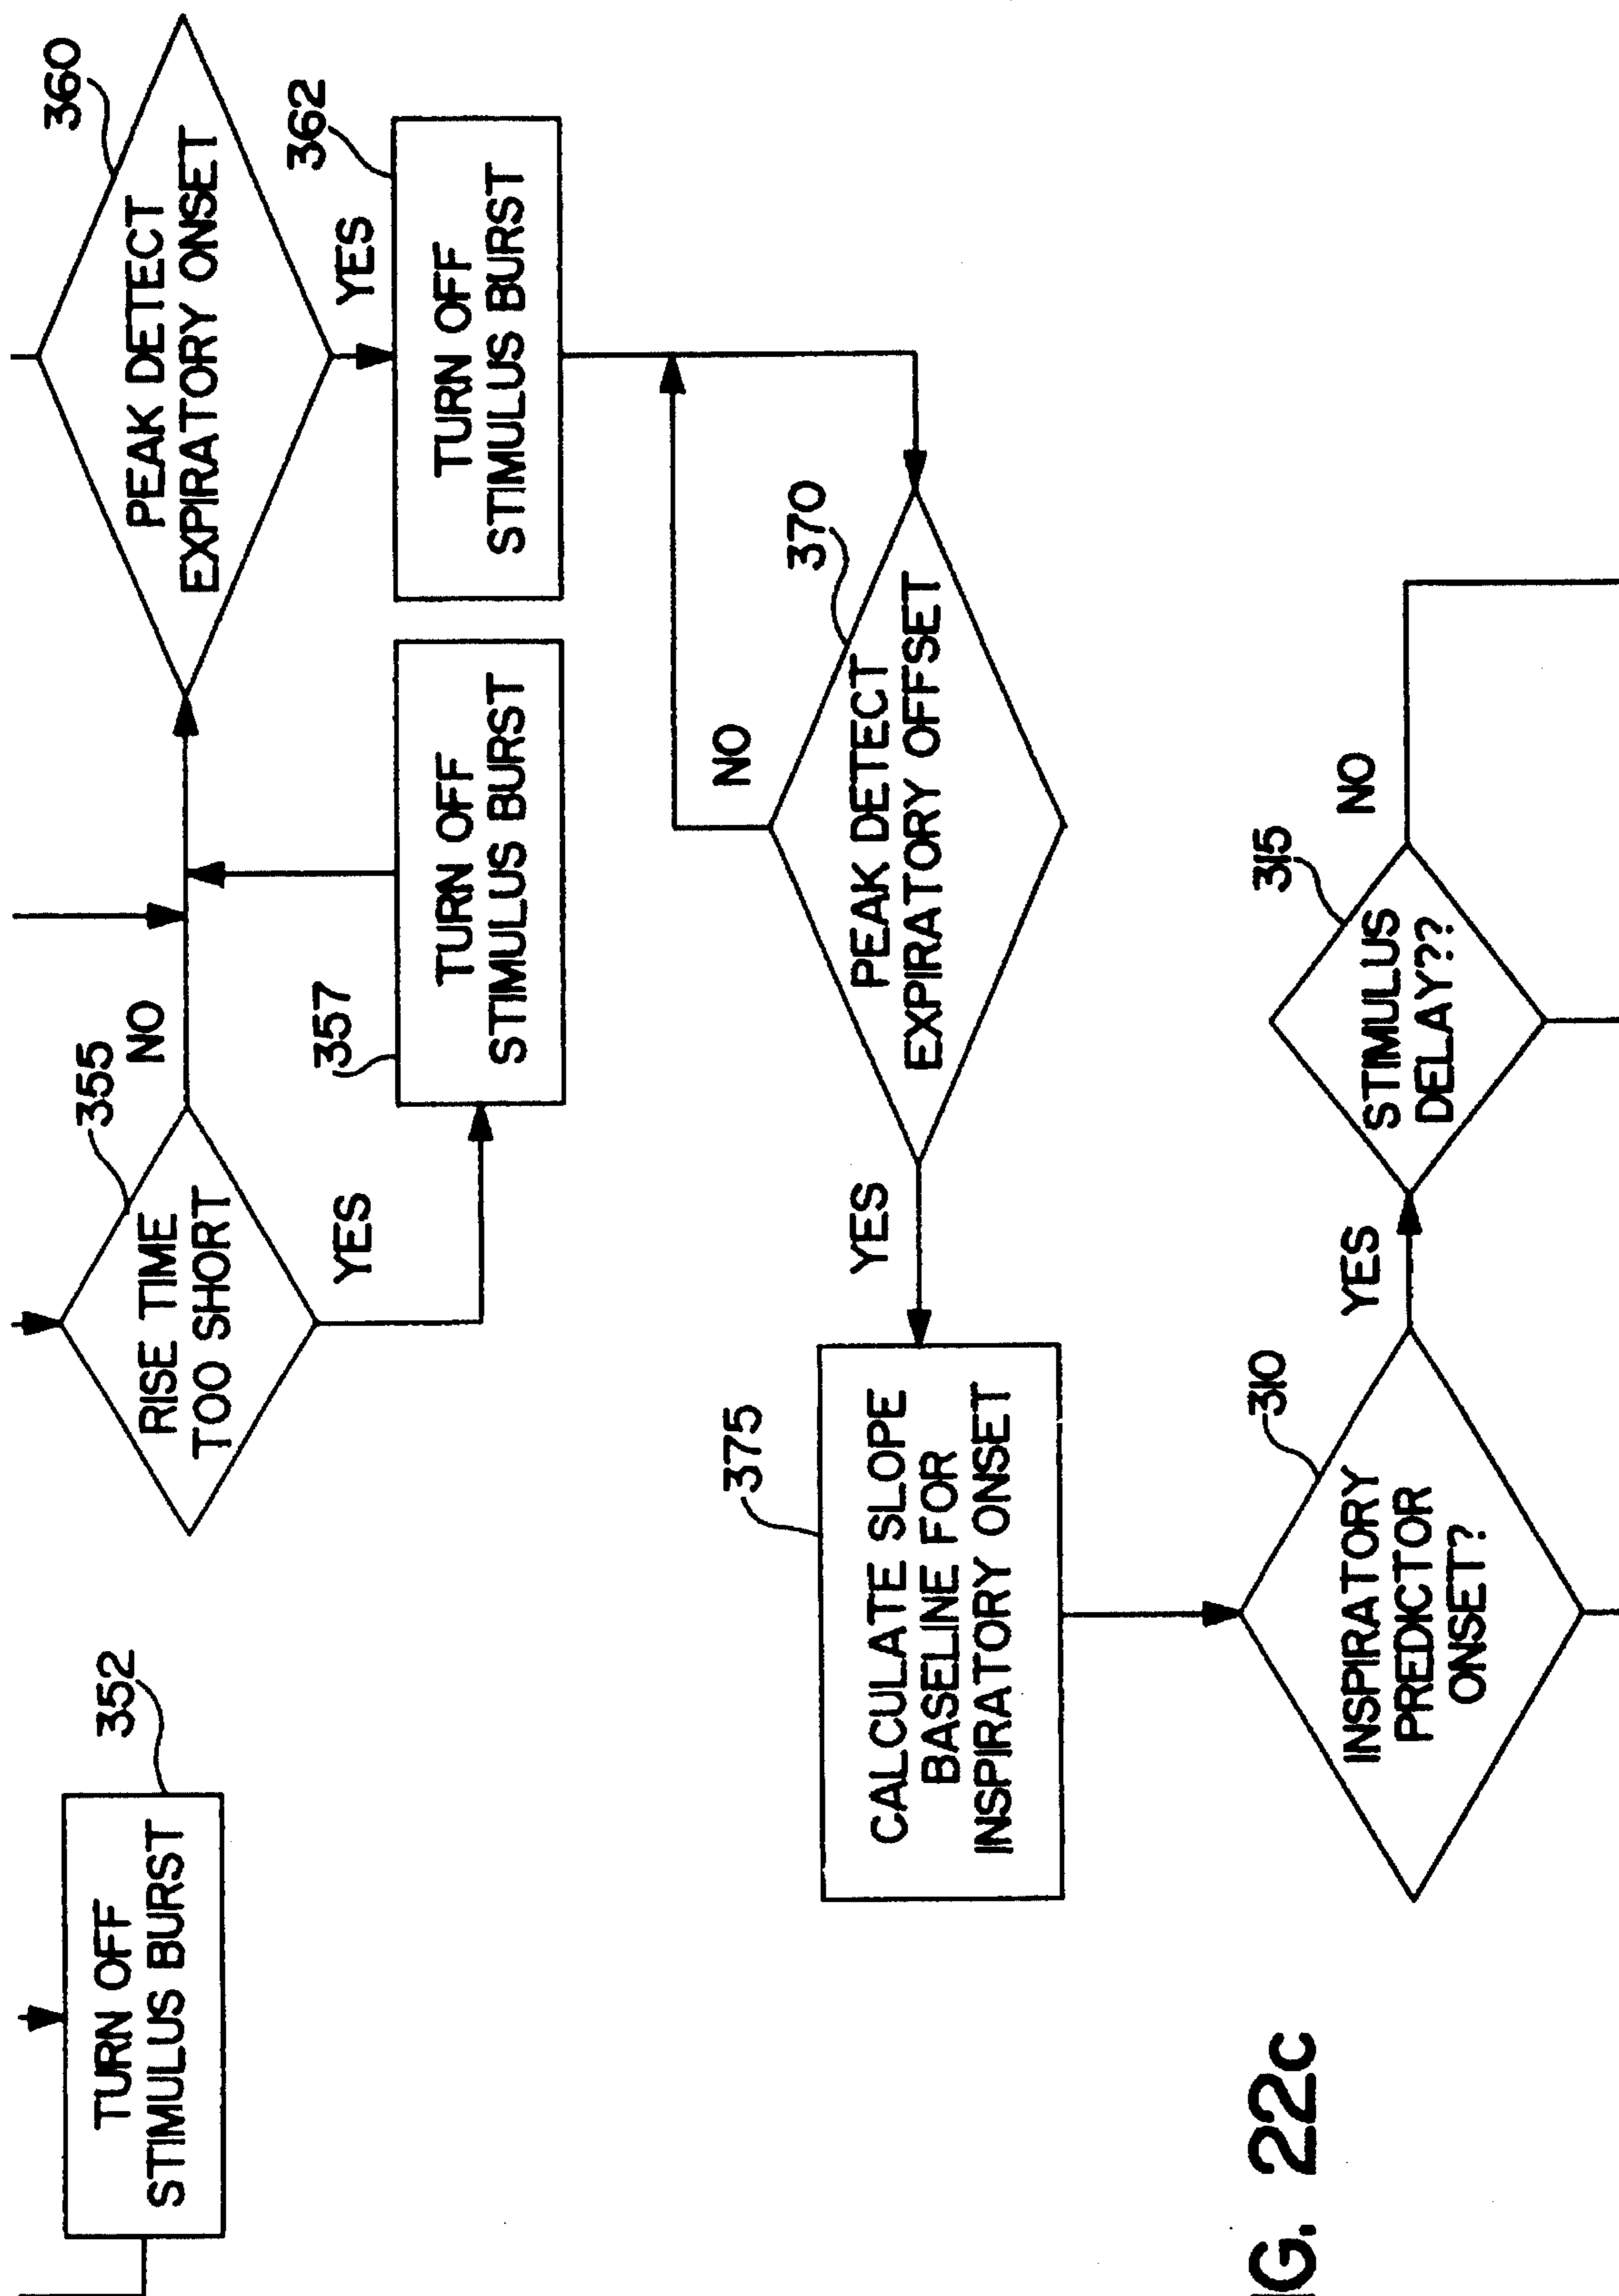 352
TURN OFF
STIMULUS BURST
355
RISE TIME
TOO SHORT
NO
YES
357
TURN OFF
STIMULUS BURST
360
PEAK DETECT
EXPIRATORY ONSET
YES
362
TURN OFF
STIMULUS BURST
370
PEAK DETECT
EXPIRATORY OFFSET
NO
YES
375
CALCULATE SLOPE
BASELINE FOR
INSPIRATORY ONSET
310
INSPIRATORY
PREDICTOR
ONSET?
YES
315
STIMULUS
DELAY??
NO
G. 22c